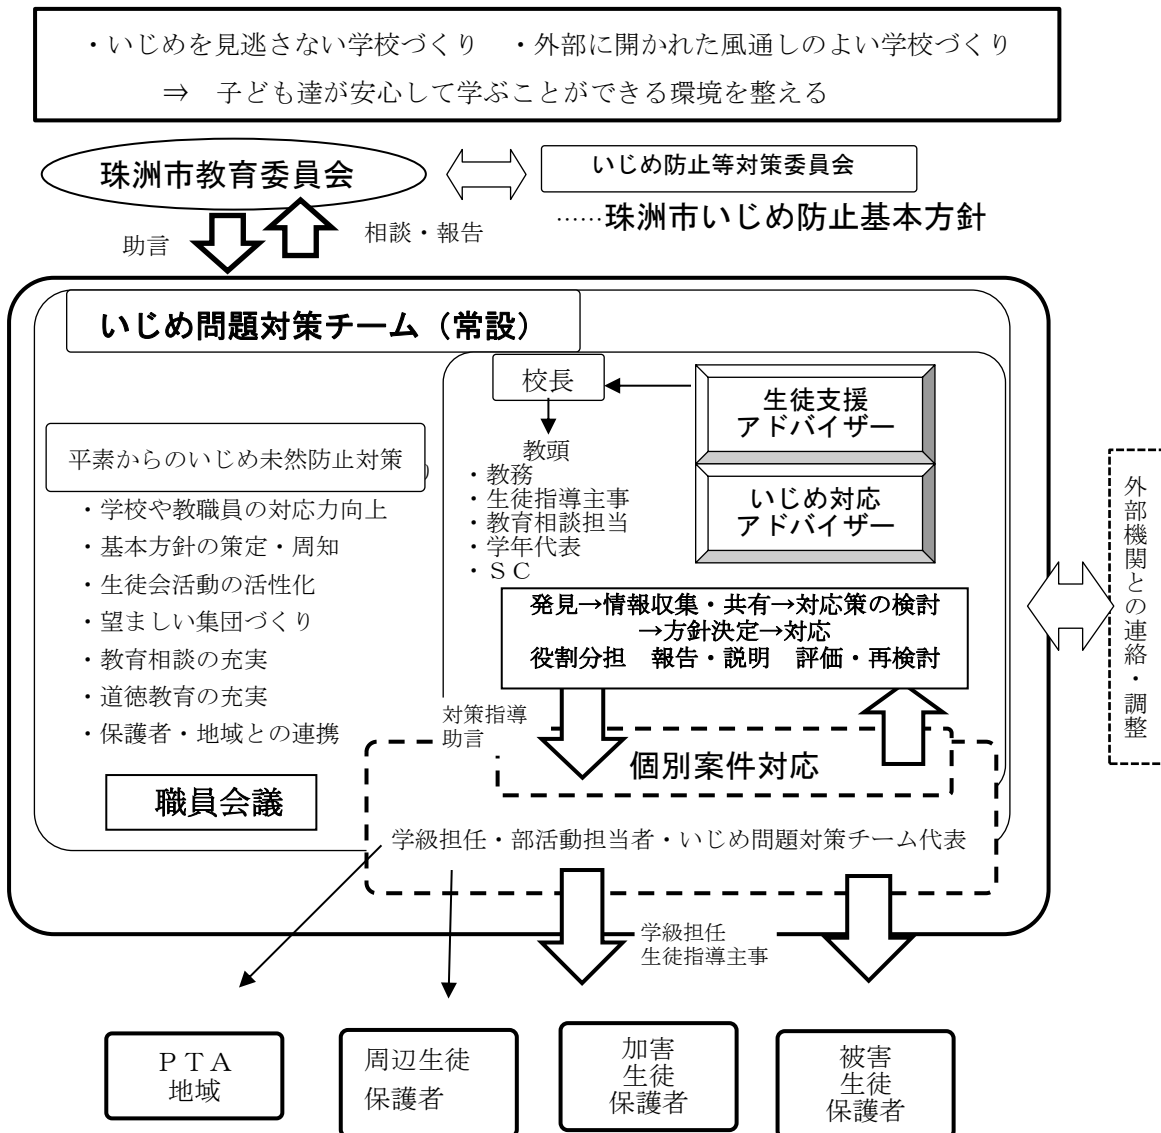 ・いじめを見逃さない学校づくり　・外部に開かれた風通しのよい学校づくり
⇒　子ども達が安心して学ぶことができる環境を整える
珠洲市教育委員会
いじめ防止等対策委員会
……珠洲市いじめ防止基本方針
助言
相談・報告
いじめ問題対策チーム（常設）
校長
生徒支援
アドバイザー
教頭
・教務
・生徒指導主事
・教育相談担当
・学年代表
・ＳＣ
いじめ対応
アドバイザー
平素からのいじめ未然防止対策
・学校や教職員の対応力向上
・基本方針の策定・周知
・生徒会活動の活性化
・望ましい集団づくり
・教育相談の充実
・道徳教育の充実
・保護者・地域との連携
職員会議
発見→情報収集・共有→対応策の検討
→方針決定→対応
役割分担　報告・説明　評価・再検討
対策指導
助言
個別案件対応
学級担任・部活動担当者・いじめ問題対策チーム代表
外部機関との連絡・調整
学級担任
生徒指導主事
ＰＴＡ
地域
周辺生徒
保護者
加害
生徒
保護者
被害
生徒
保護者